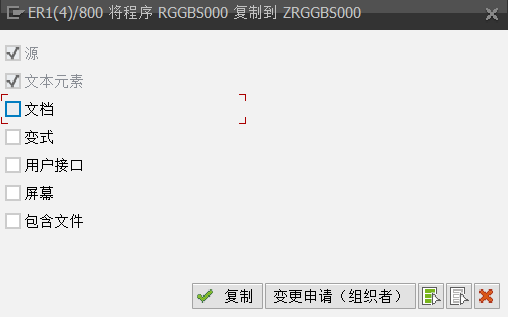 ER1(4)/800 将程序 RGGBS000 复制到 ZRGGBS000
源
文本元素
文档
变式
用户接口
屏幕
包含文件
复制 变更申请（组织者）